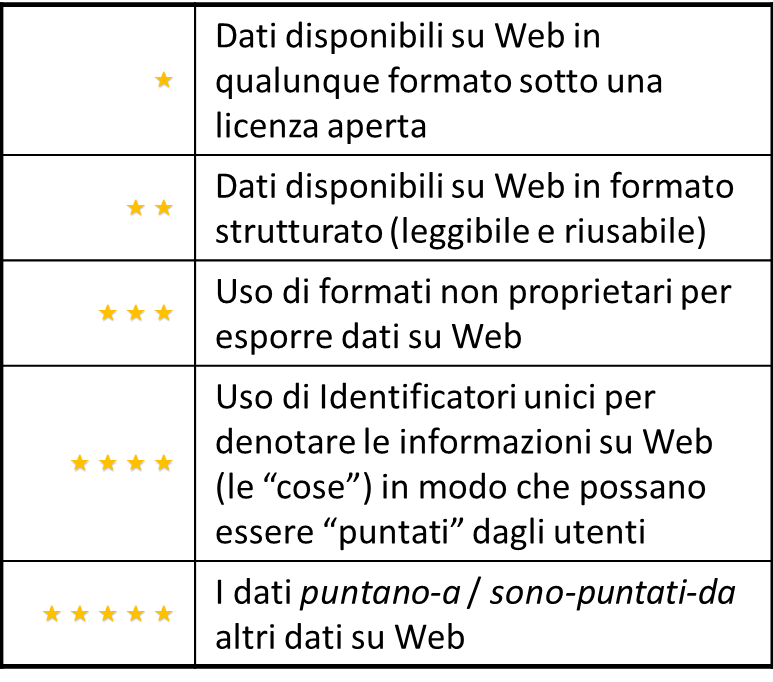 ★
Dati disponibili su Web in
qualunque formato sotto una
licenza aperta
★ ★
Dati disponibili su Web in formato
strutturato (leggibile e riusabile)
★ ★ ★
Uso di formati non proprietari per
esporre dati su Web
★ ★ ★ ★
Uso di Identificatori unici per
denotare le informazioni su Web
(le “cose”) in modo che possano
essere “puntati” dagli utenti
★ ★ ★ ★ ★
I dati puntano-a / sono-puntati-da
altri dati su Web